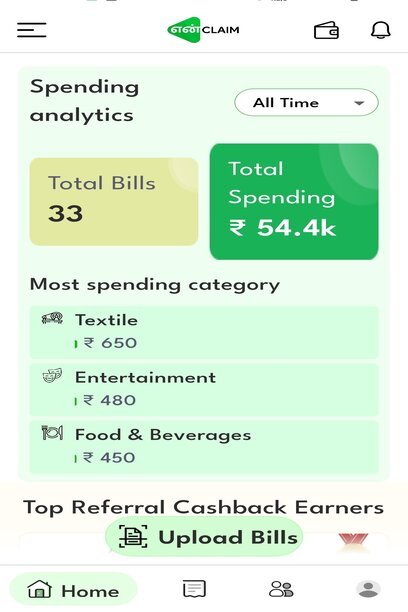 என்CLAIM
Spending
analytics
All Time
Total Bills
33
Total
Spending
₹ 54.4k
Most spending category
Textile
₹ 650
Entertainment
₹ 480
Food & Beverages
₹ 450
Top Referral Cashback Earners
Upload Bills
Home